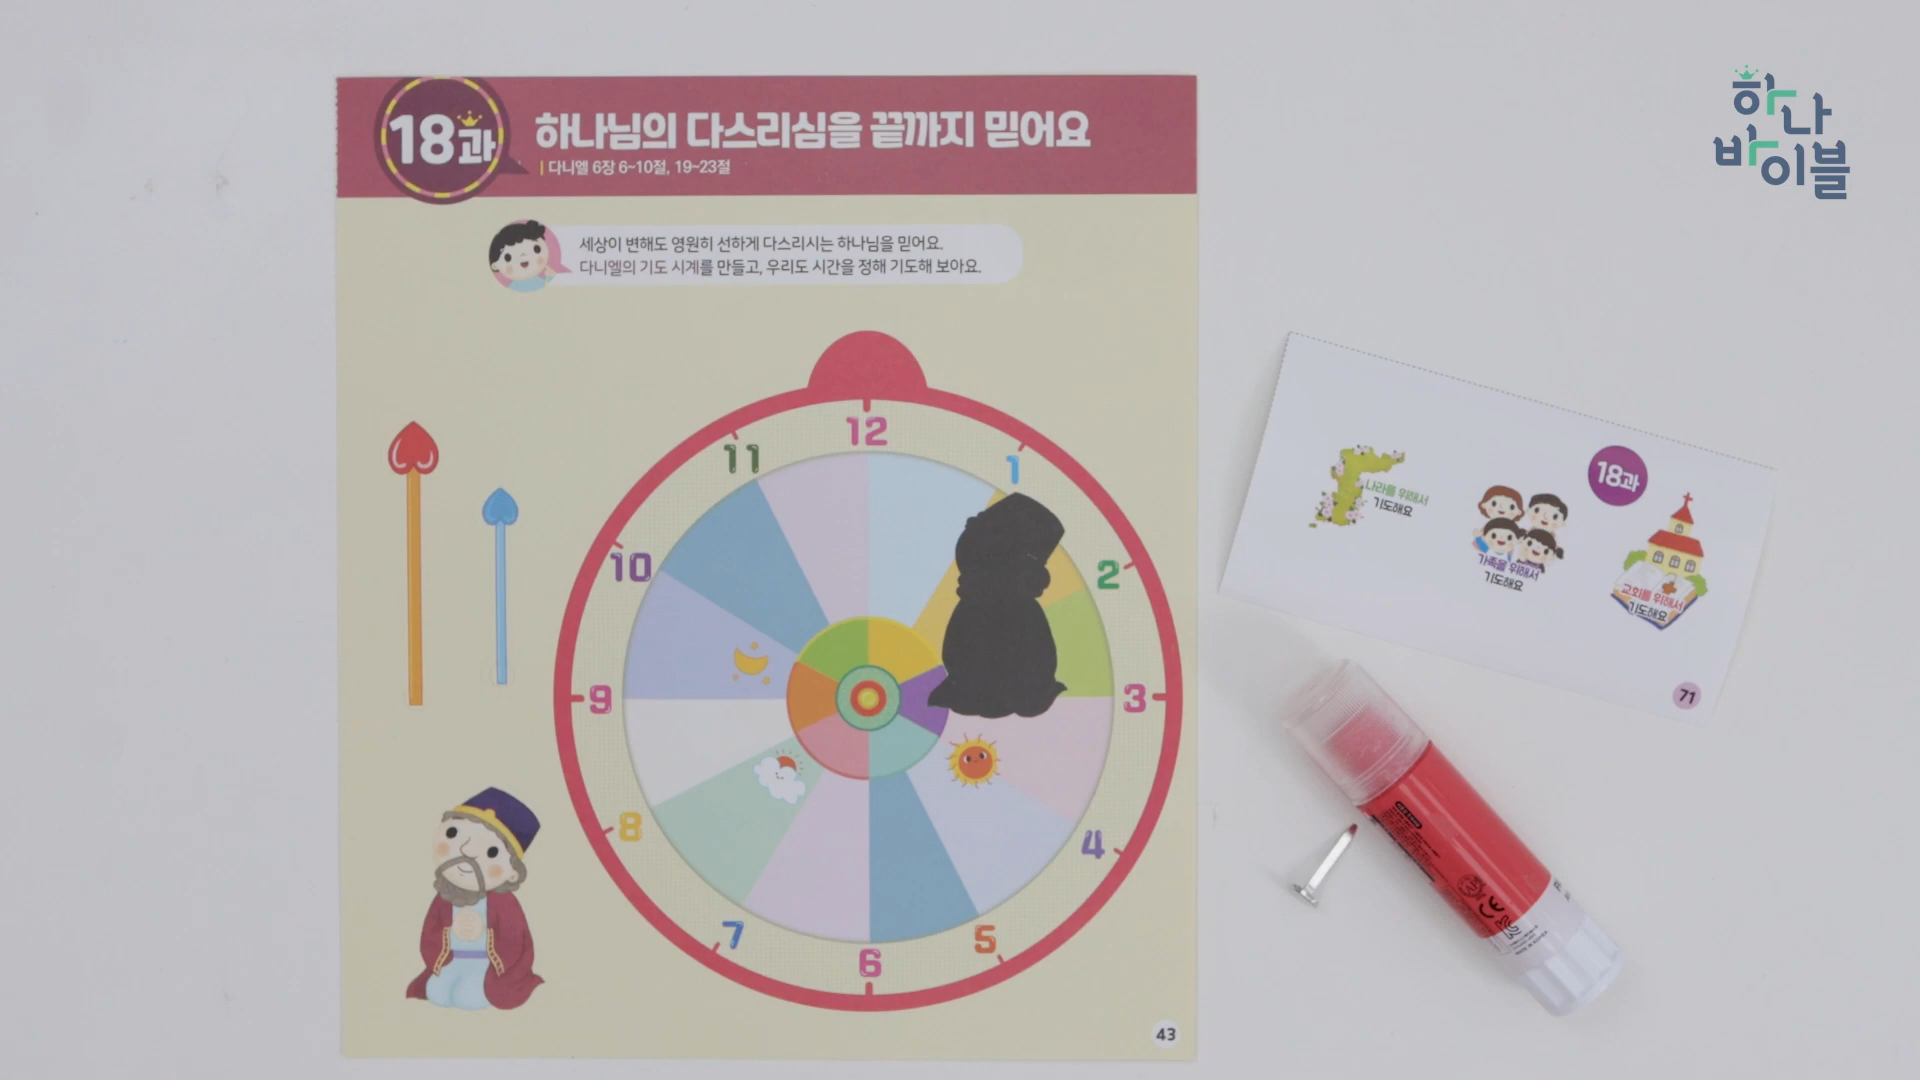 하나
바이블
18과
하나님의 다스리심을 끝까지 믿어요
다니엘 6장 6~10절, 19~23절
세상이 변해도 영원히 선하게 다스리시는 하나님을 믿어요.
다니엘의 기도 시계를 만들고, 우리도 시간을 정해 기도해 보아요.
12
1
2
3
4
5
6
7
8
9
10
11
43
18과
나라를 위해서
기도해요
가족을 위해서
기도해요
교회를 위해서
기도해요
71